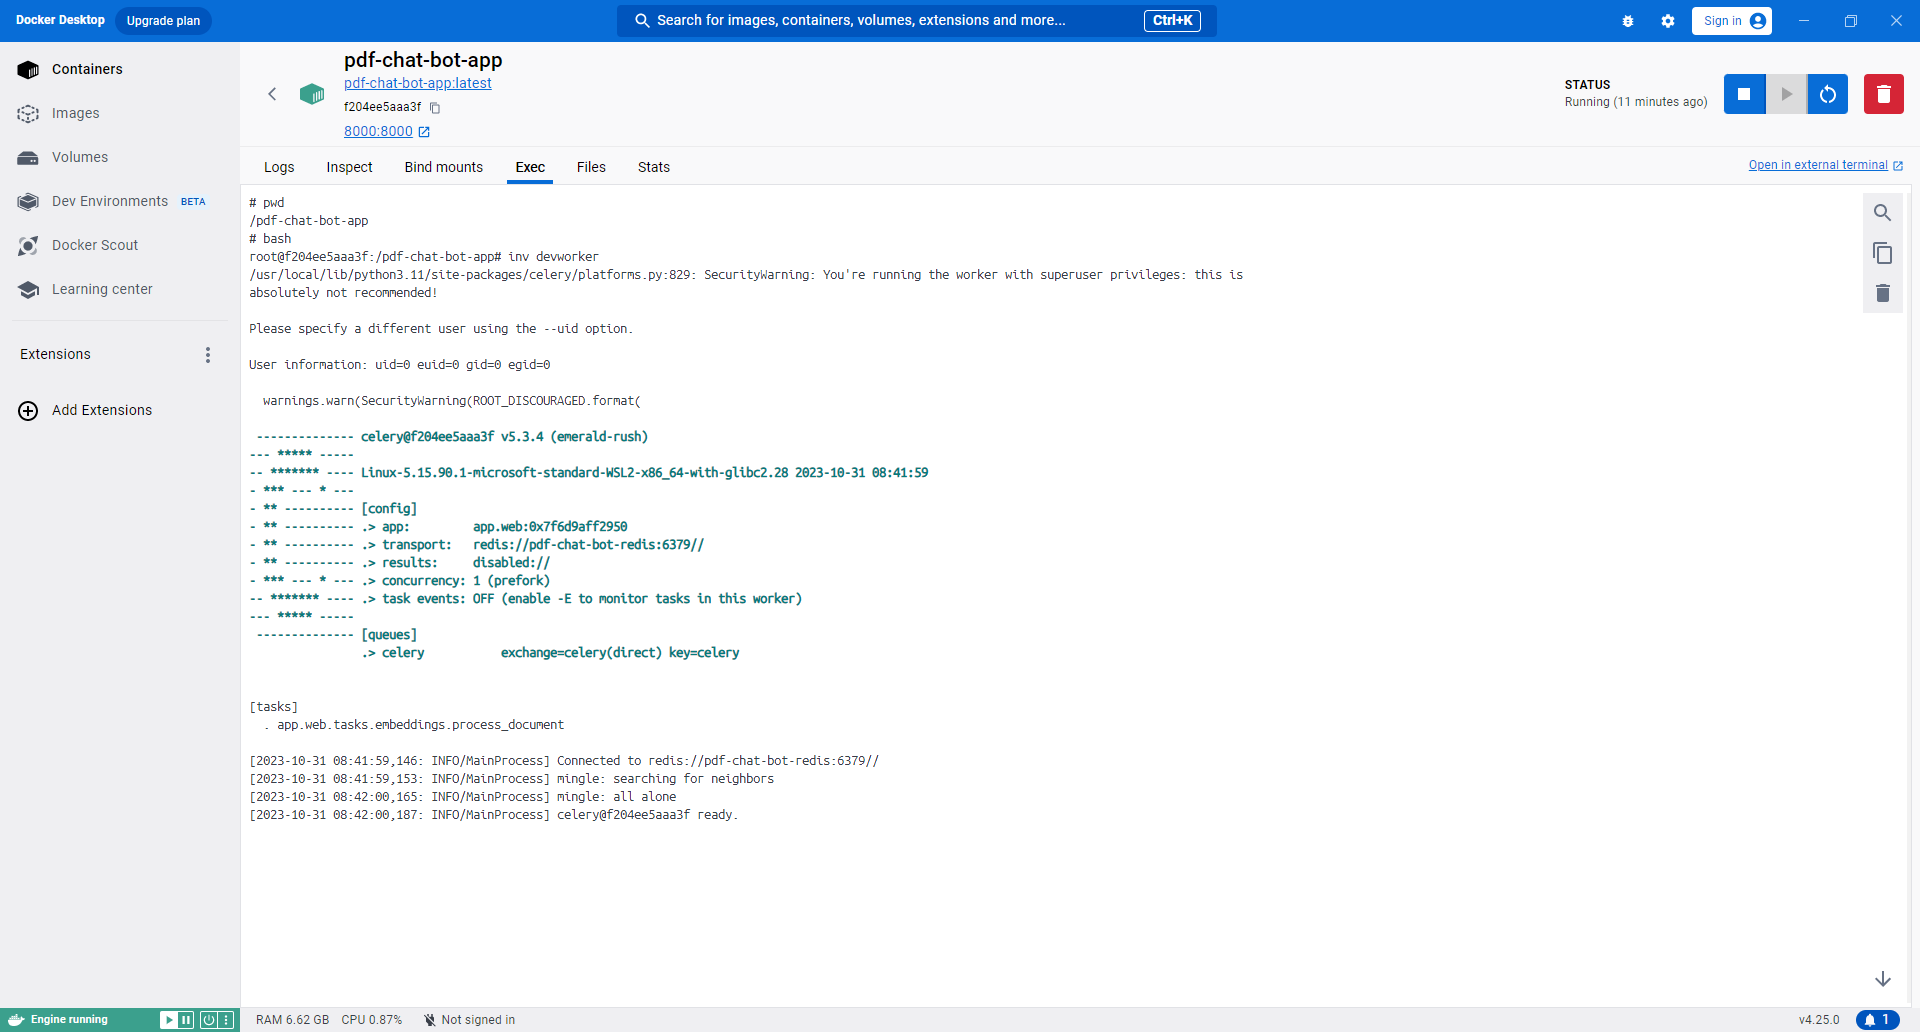 Docker Desktop
Upgrade plan
Search for images, containers, volumes, extensions and more...
Ctrl+K
Sign in
Containers
Images
Volumes
Dev Environments BETA
Docker Scout
Learning center
Extensions
Add Extensions
pdf-chat-bot-app
pdf-chat-bot-app:latest
f204ee5aaa3f
8000:8000
STATUS
Running (11 minutes ago)
Logs
Inspect
Bind mounts
Exec
Files
Stats
Open in external terminal
# pwd
/pdf-chat-bot-app
# bash
root@f204ee5aaa3f:/pdf-chat-bot-app# inv devworker
/usr/local/lib/python3.11/site-packages/celery/platforms.py:829: SecurityWarning: You're running the worker with superuser privileges: this is
absolutely not recommended!
Please specify a different user using the --uid option.
User information: uid=0 euid=0 gid=0 egid=0
  warnings.warn(SecurityWarning(ROOT_DISCOURAGED.format(
 -------------- celery@f204ee5aaa3f v5.3.4 (emerald-rush)
--- ***** -----
-- ******* ---- Linux-5.15.90.1-microsoft-standard-WSL2-x86_64-with-glibc2.28 2023-10-31 08:41:59
- *** --- * ---
- ** ---------- [config]
- ** ---------- .> app:         app.web:0x7f6d9aff2950
- ** ---------- .> transport:   redis://pdf-chat-bot-redis:6379//
- ** ---------- .> results:     disabled://
- *** --- * --- .> concurrency: 1 (prefork)
-- ******* ---- .> task events: OFF (enable -E to monitor tasks in this worker)
--- ***** -----
 -------------- [queues]
                .> celery           exchange=celery(direct) key=celery
[tasks]
  . app.web.tasks.embeddings.process_document
[2023-10-31 08:41:59,146: INFO/MainProcess] Connected to redis://pdf-chat-bot-redis:6379//
[2023-10-31 08:41:59,153: INFO/MainProcess] mingle: searching for neighbors
[2023-10-31 08:42:00,165: INFO/MainProcess] mingle: all alone
[2023-10-31 08:42:00,187: INFO/MainProcess] celery@f204ee5aaa3f ready.
Engine running
RAM 6.62 GB
CPU 0.87%
Not signed in
v4.25.0
1